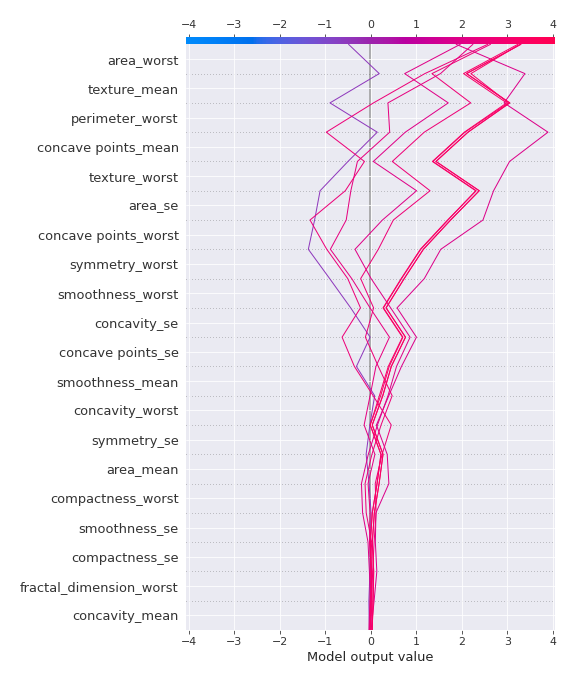 −4 −3 −2 −1 0 1 2 3 4
area_worst
texture_mean
perimeter_worst
concave points_mean
texture_worst
area_se
concave points_worst
symmetry_worst
smoothness_worst
concavity_se
concave points_se
smoothness_mean
concavity_worst
symmetry_se
area_mean
compactness_worst
smoothness_se
compactness_se
fractal_dimension_worst
concavity_mean
−4 −3 −2 −1 0 1 2 3 4
Model output value